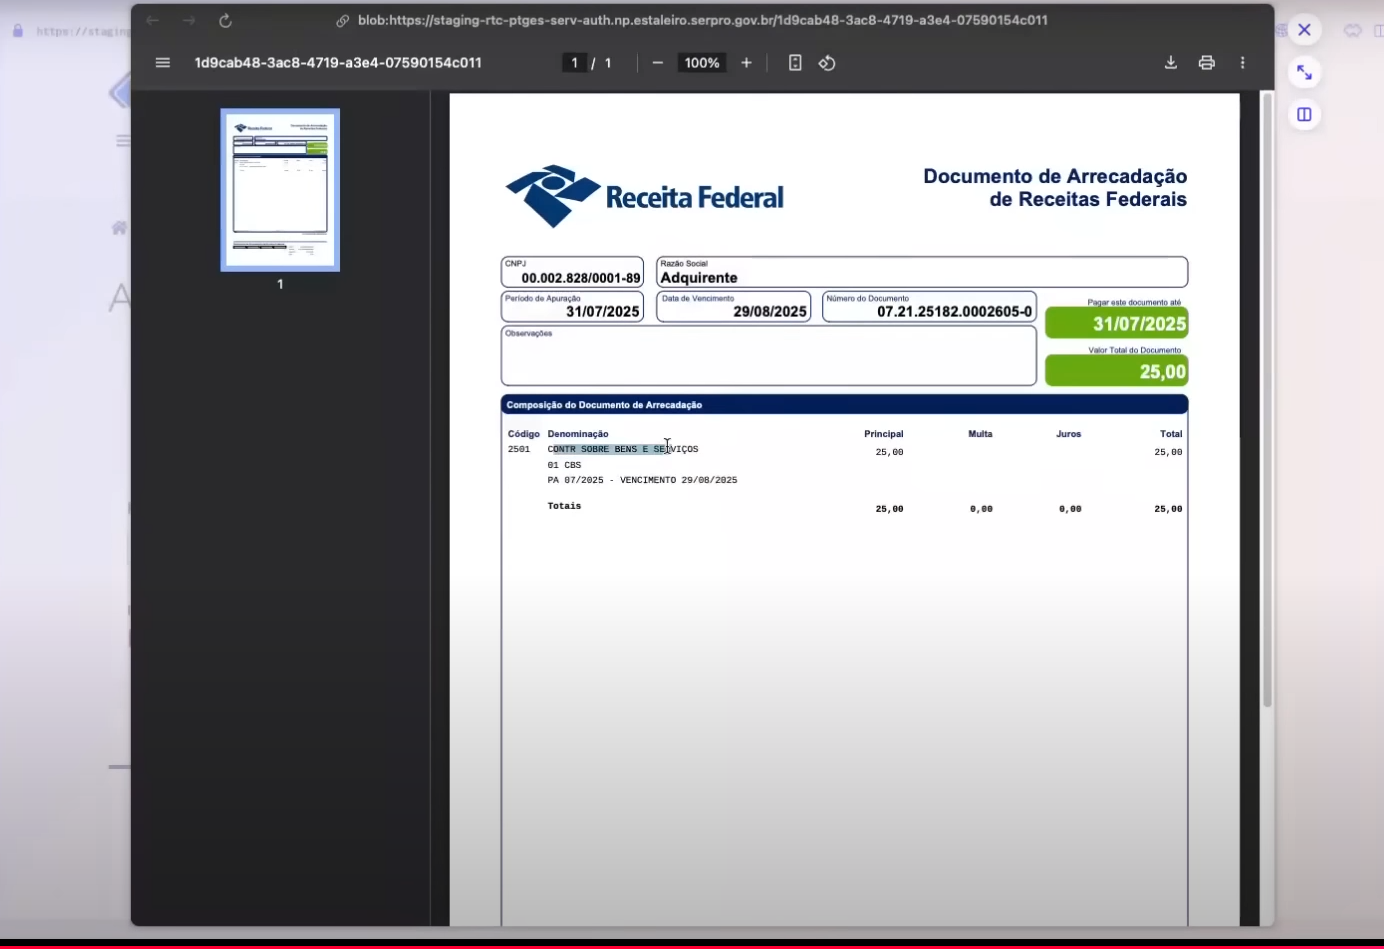 https://staging
blob:https://staging-rtc-ptges-serv-auth.np.estaleiro.serpro.gov.br/1d9cab48-3ac8-4719-a3e4-07590154c011
1d9cab48-3ac8-4719-a3e4-07590154c011
1 / 1
100%
1
Receita Federal
Documento de Arrecadação
de Receitas Federais
CNPJ
00.002.828/0001-89
Razão Social
Adquirente
Período de Apuração
31/07/2025
Data de Vencimento
29/08/2025
Número do Documento
07.21.25182.0002605-0
Pagar este documento até
31/07/2025
Observações
Valor Total do Documento
25,00
Composição do Documento de Arrecadação
Código Denominação Principal Multa Juros Total
2501 CONTR SOBRE BENS E SERVIÇOS 25,00 25,00
01 CBS
PA 07/2025 - VENCIMENTO 29/08/2025
Totais 25,00 0,00 0,00 25,00